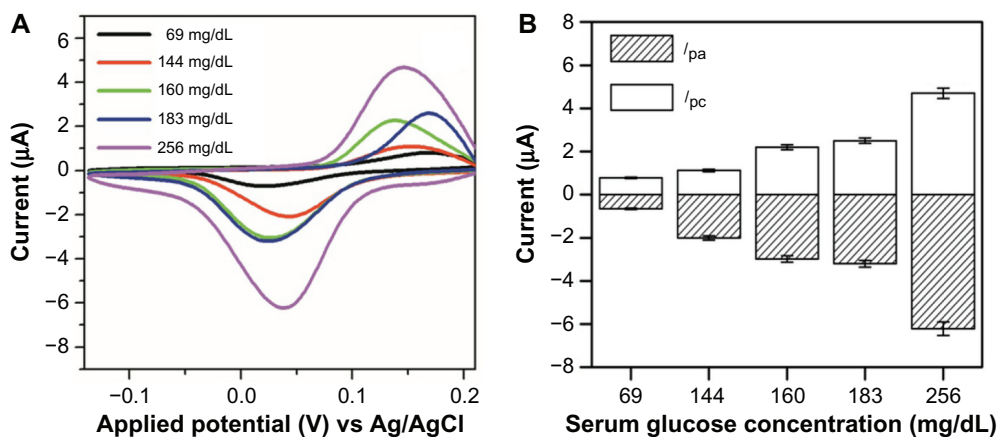 A
6
4
2
0
−2
−4
−6
−8
69 mg/dL
144 mg/dL
160 mg/dL
183 mg/dL
256 mg/dL
Current (µA)
−0.1
0.0
0.1
0.2
Applied potential (V) vs Ag/AgCl
B
8
6
4
2
0
−2
−4
−6
−8
Ipa
Ipc
Current (µA)
69
144
160
183
256
Serum glucose concentration (mg/dL)